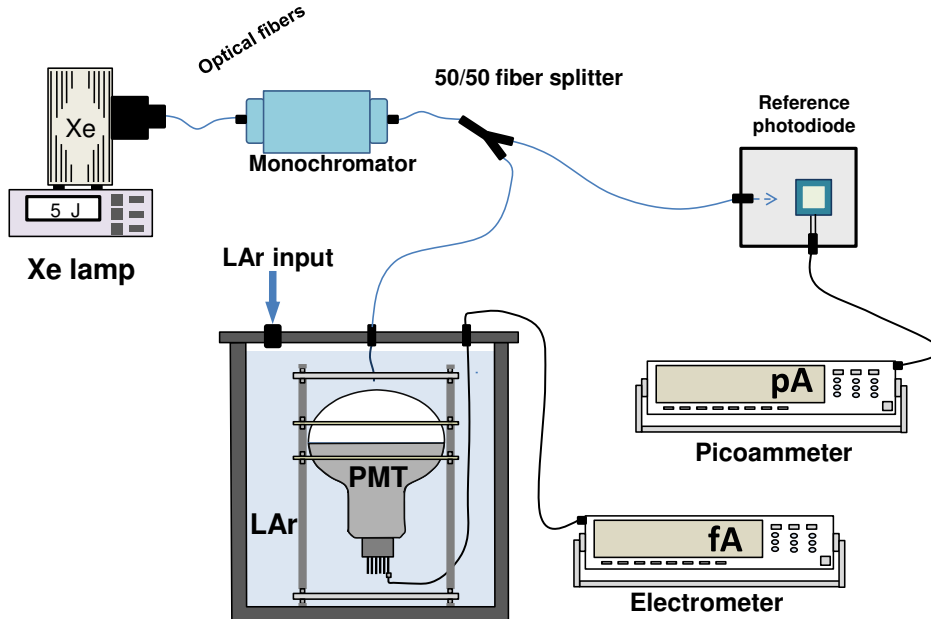 Optical fibers
50/50 fiber splitter
Xe
Monochromator
Reference
photodiode
5 J
Xe lamp
LAr input
pA
Picoammeter
PMT
LAr
fA
Electrometer